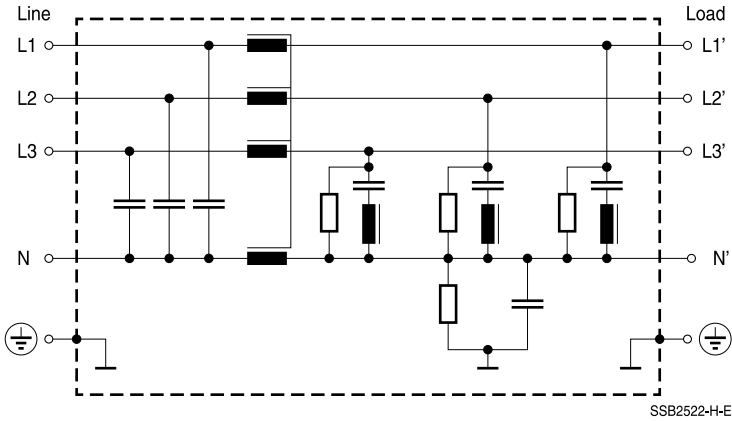 Line Load
L1 L1’
L2 L2’
L3 L3’
N N’
SSB2522-H-E